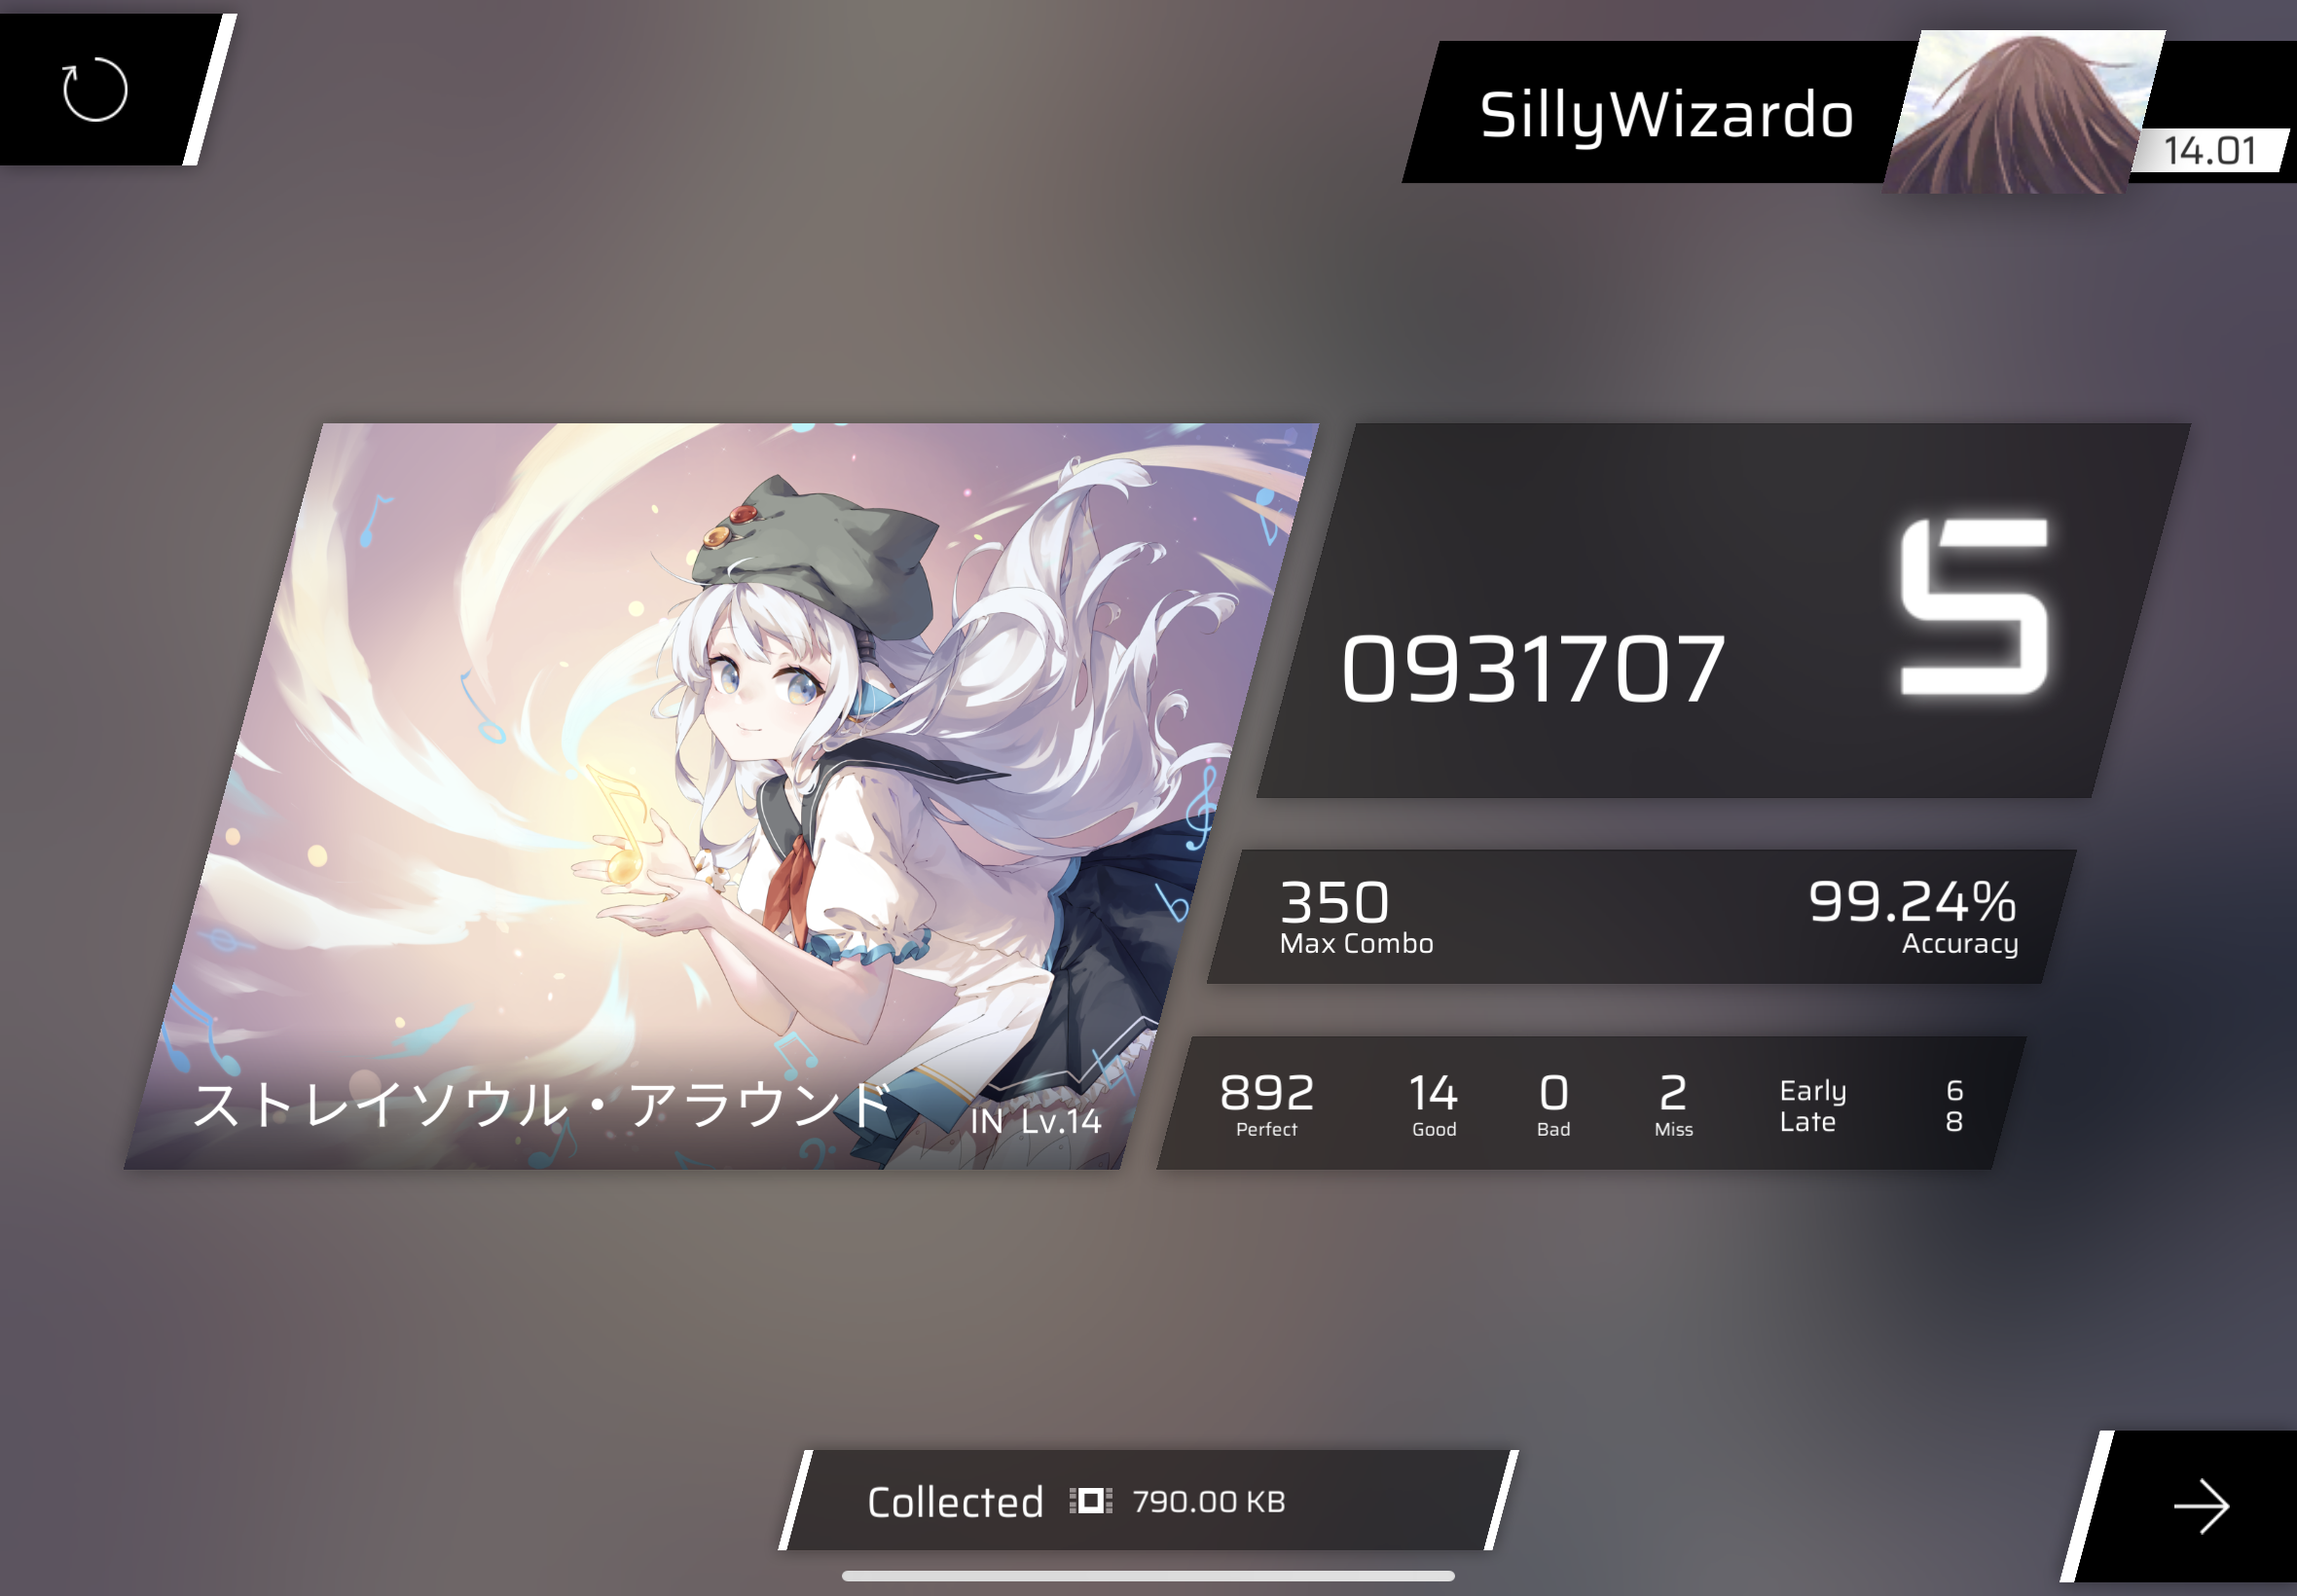 SillyWizardo
14.01
0931707
S
350
Max Combo
99.24%
Accuracy
892
Perfect
14
Good
0
Bad
2
Miss
Early 6
Late 8
ストレイソウル・アラウンド
IN Lv.14
Collected 790.00 KB